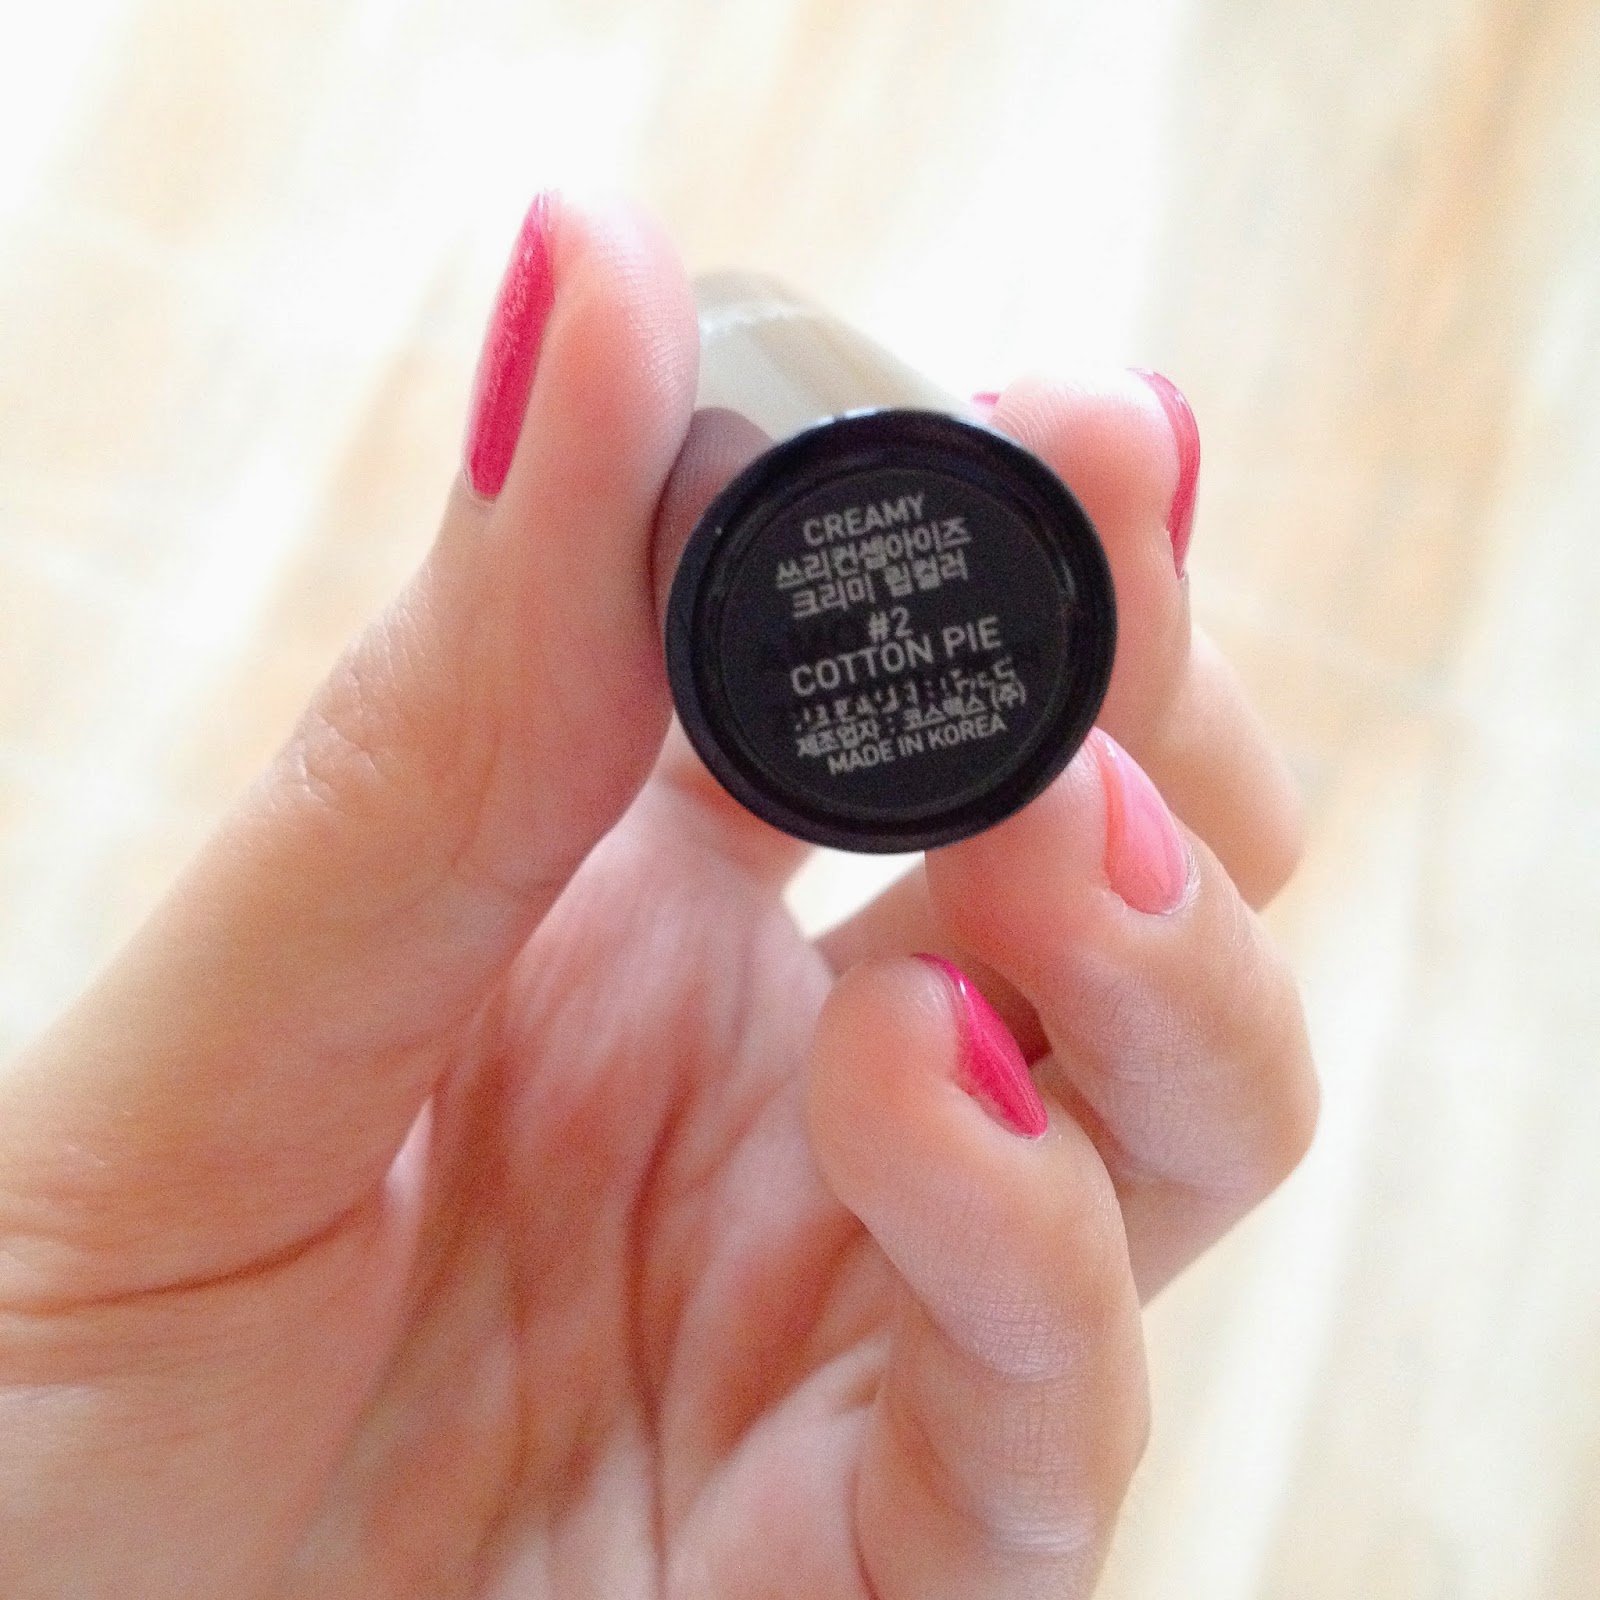 CREAMY
쓰리컨셉아이즈
크리미 립컬러
#2
COTTON PIE
제조업자 : 코스맥스 (주)
MADE IN KOREA